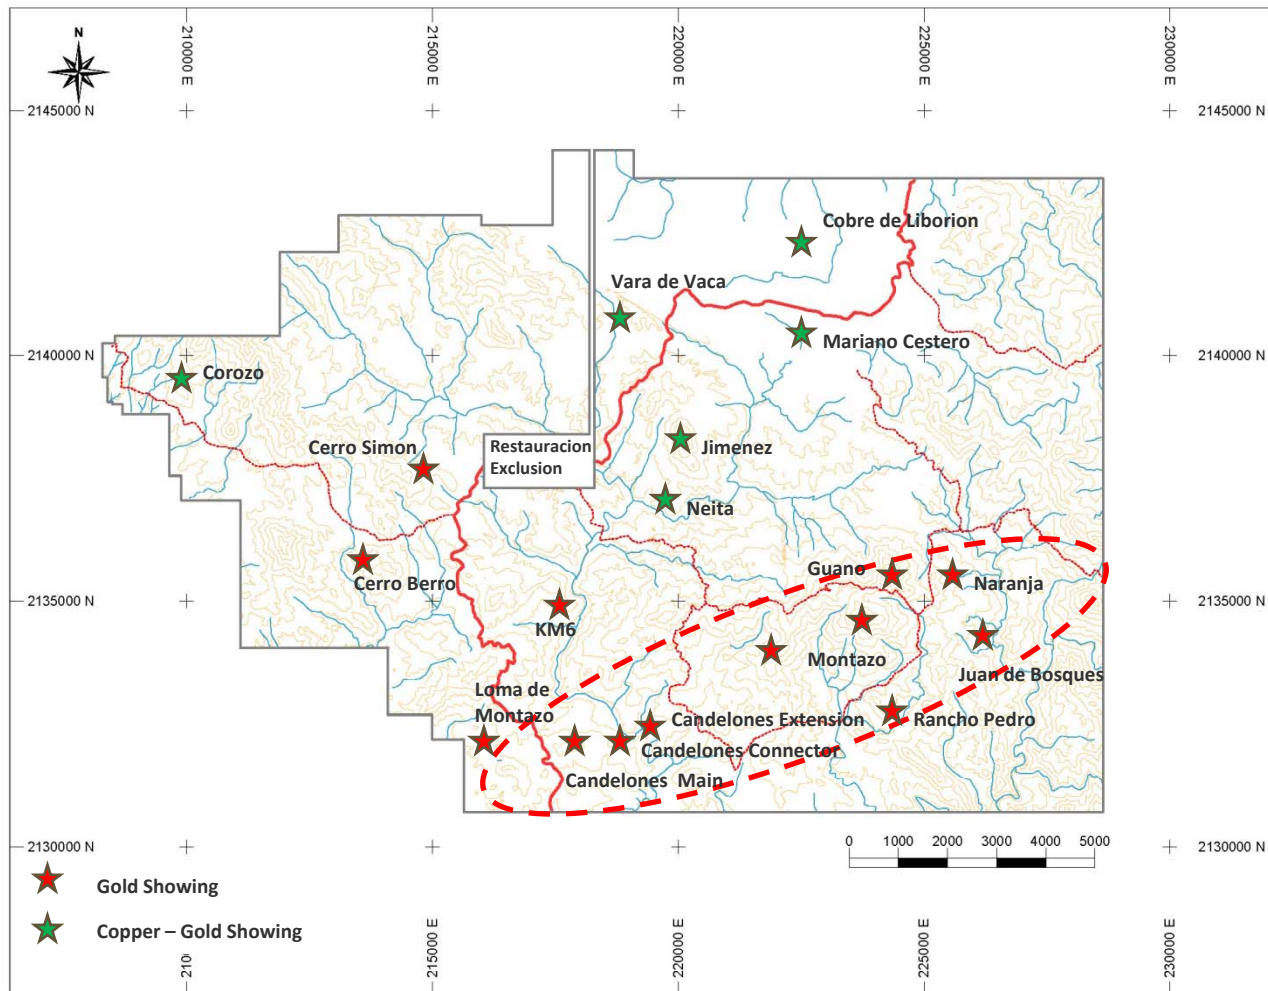 210000 E
215000 E
220000 E
225000 E
230000 E
N
2145000 N
2145000 N
Cobre de Liborion
Vara de Vaca
Mariano Cestero
2140000 N
2140000 N
Corozo
Cerro Simon
Restauracion
Exclusion
Jimenez
Neita
Guano
Naranja
Cerro Berro
2135000 N
2135000 N
KM6
Montazo
Juan de Bosques
Loma de
Montazo
Candelones Extension
Rancho Pedro
Candelones Connector
Candelones Main
0 1000 2000 3000 4000 5000
2130000 N
2130000 N
Gold Showing
Copper – Gold Showing
210
215000 E
220000 E
225000 E
230000 E